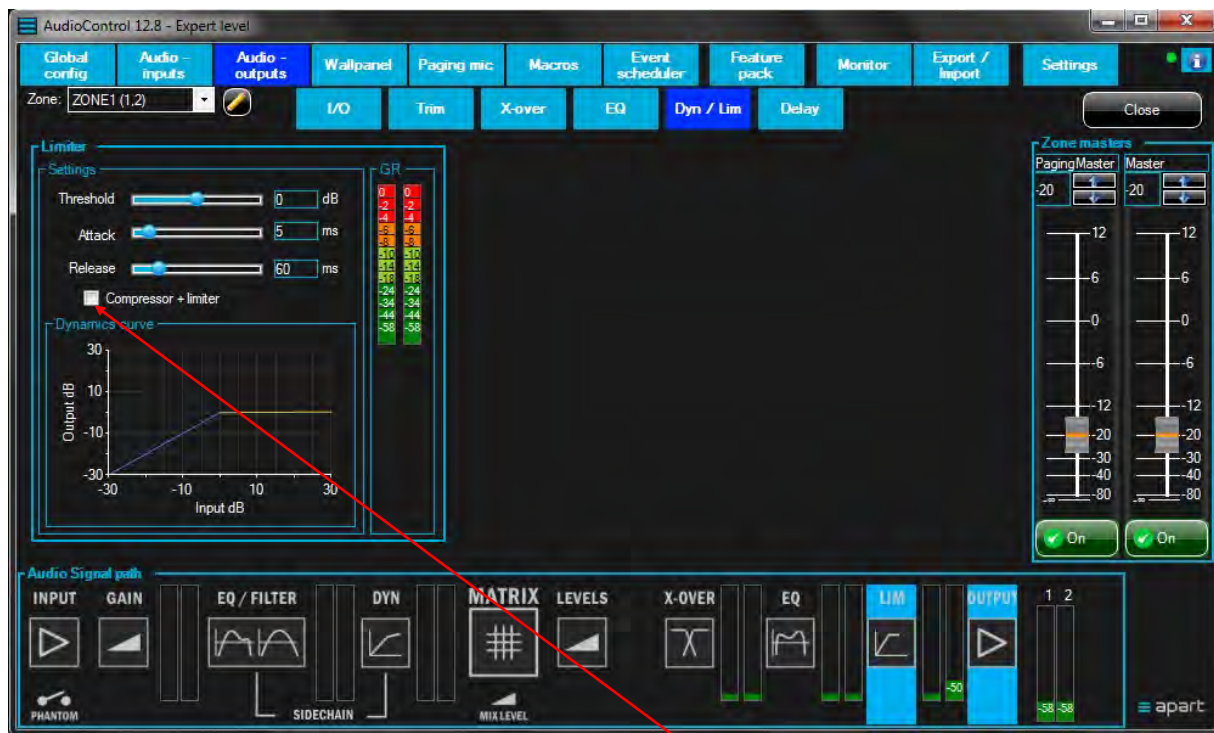 AudioControl 12.8 - Expert level
Global config
Audio - inputs
Audio - outputs
Wallpanel
Paging mic
Macros
Event scheduler
Feature pack
Monitor
Export / Import
Settings
i
Zone: ZONE1 (1,2)
I/O
Trim
X-over
EQ
Dyn / Lim
Delay
Close
Limiter
Settings
Threshold 0 dB
Attack 5 ms
Release 60 ms
Compressor + limiter
GR
0 0
-2 -2
-4 -4
-6 -6
-8 -8
-10 -10
-14 -14
-18 -18
-24 -24
-34 -34
-44 -44
-58 -58
Dynamics curve
30
10
-10
-30
Output dB
-30 -10 10 30
Input dB
Zone masters
PagingMaster Master
-20 -20
12 12
6 6
0 0
-6 -6
-12 -12
-20 -20
-30 -30
-40 -40
-80 -80
-∞ -∞
On On
Audio Signal path
INPUT GAIN EQ / FILTER DYN MATRIX LEVELS X-OVER EQ LIM OUTPUT 1 2
-50
-58 -58
PHANTOM
SIDECHAIN
MIX LEVEL
apart